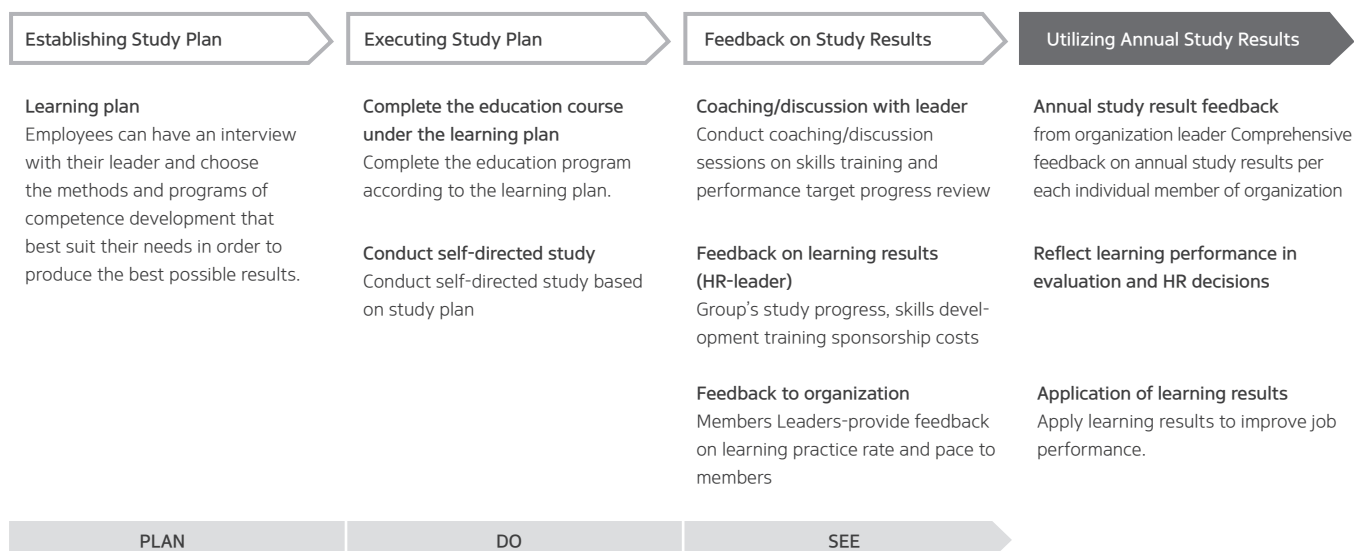 Establishing Study Plan
Executing Study Plan
Feedback on Study Results
Utilizing Annual Study Results
Learning plan
Employees can have an interview
with their leader and choose
the methods and programs of
competence development that
best suit their needs in order to
produce the best possible results.
Complete the education course
under the learning plan
Complete the education program
according to the learning plan.
Conduct self-directed study
Conduct self-directed study based
on study plan
Coaching/discussion with leader
Conduct coaching/discussion
sessions on skills training and
performance target progress review
Feedback on learning results
(HR-leader)
Group's study progress, skills devel-
opment training sponsorship costs
Feedback to organization
Members Leaders-provide feedback
on learning practice rate and pace to
members
Annual study result feedback
from organization leader Comprehensive
feedback on annual study results per
each individual member of organization
Reflect learning performance in
evaluation and HR decisions
Application of learning results
Apply learning results to improve job
performance.
PLAN
DO
SEE